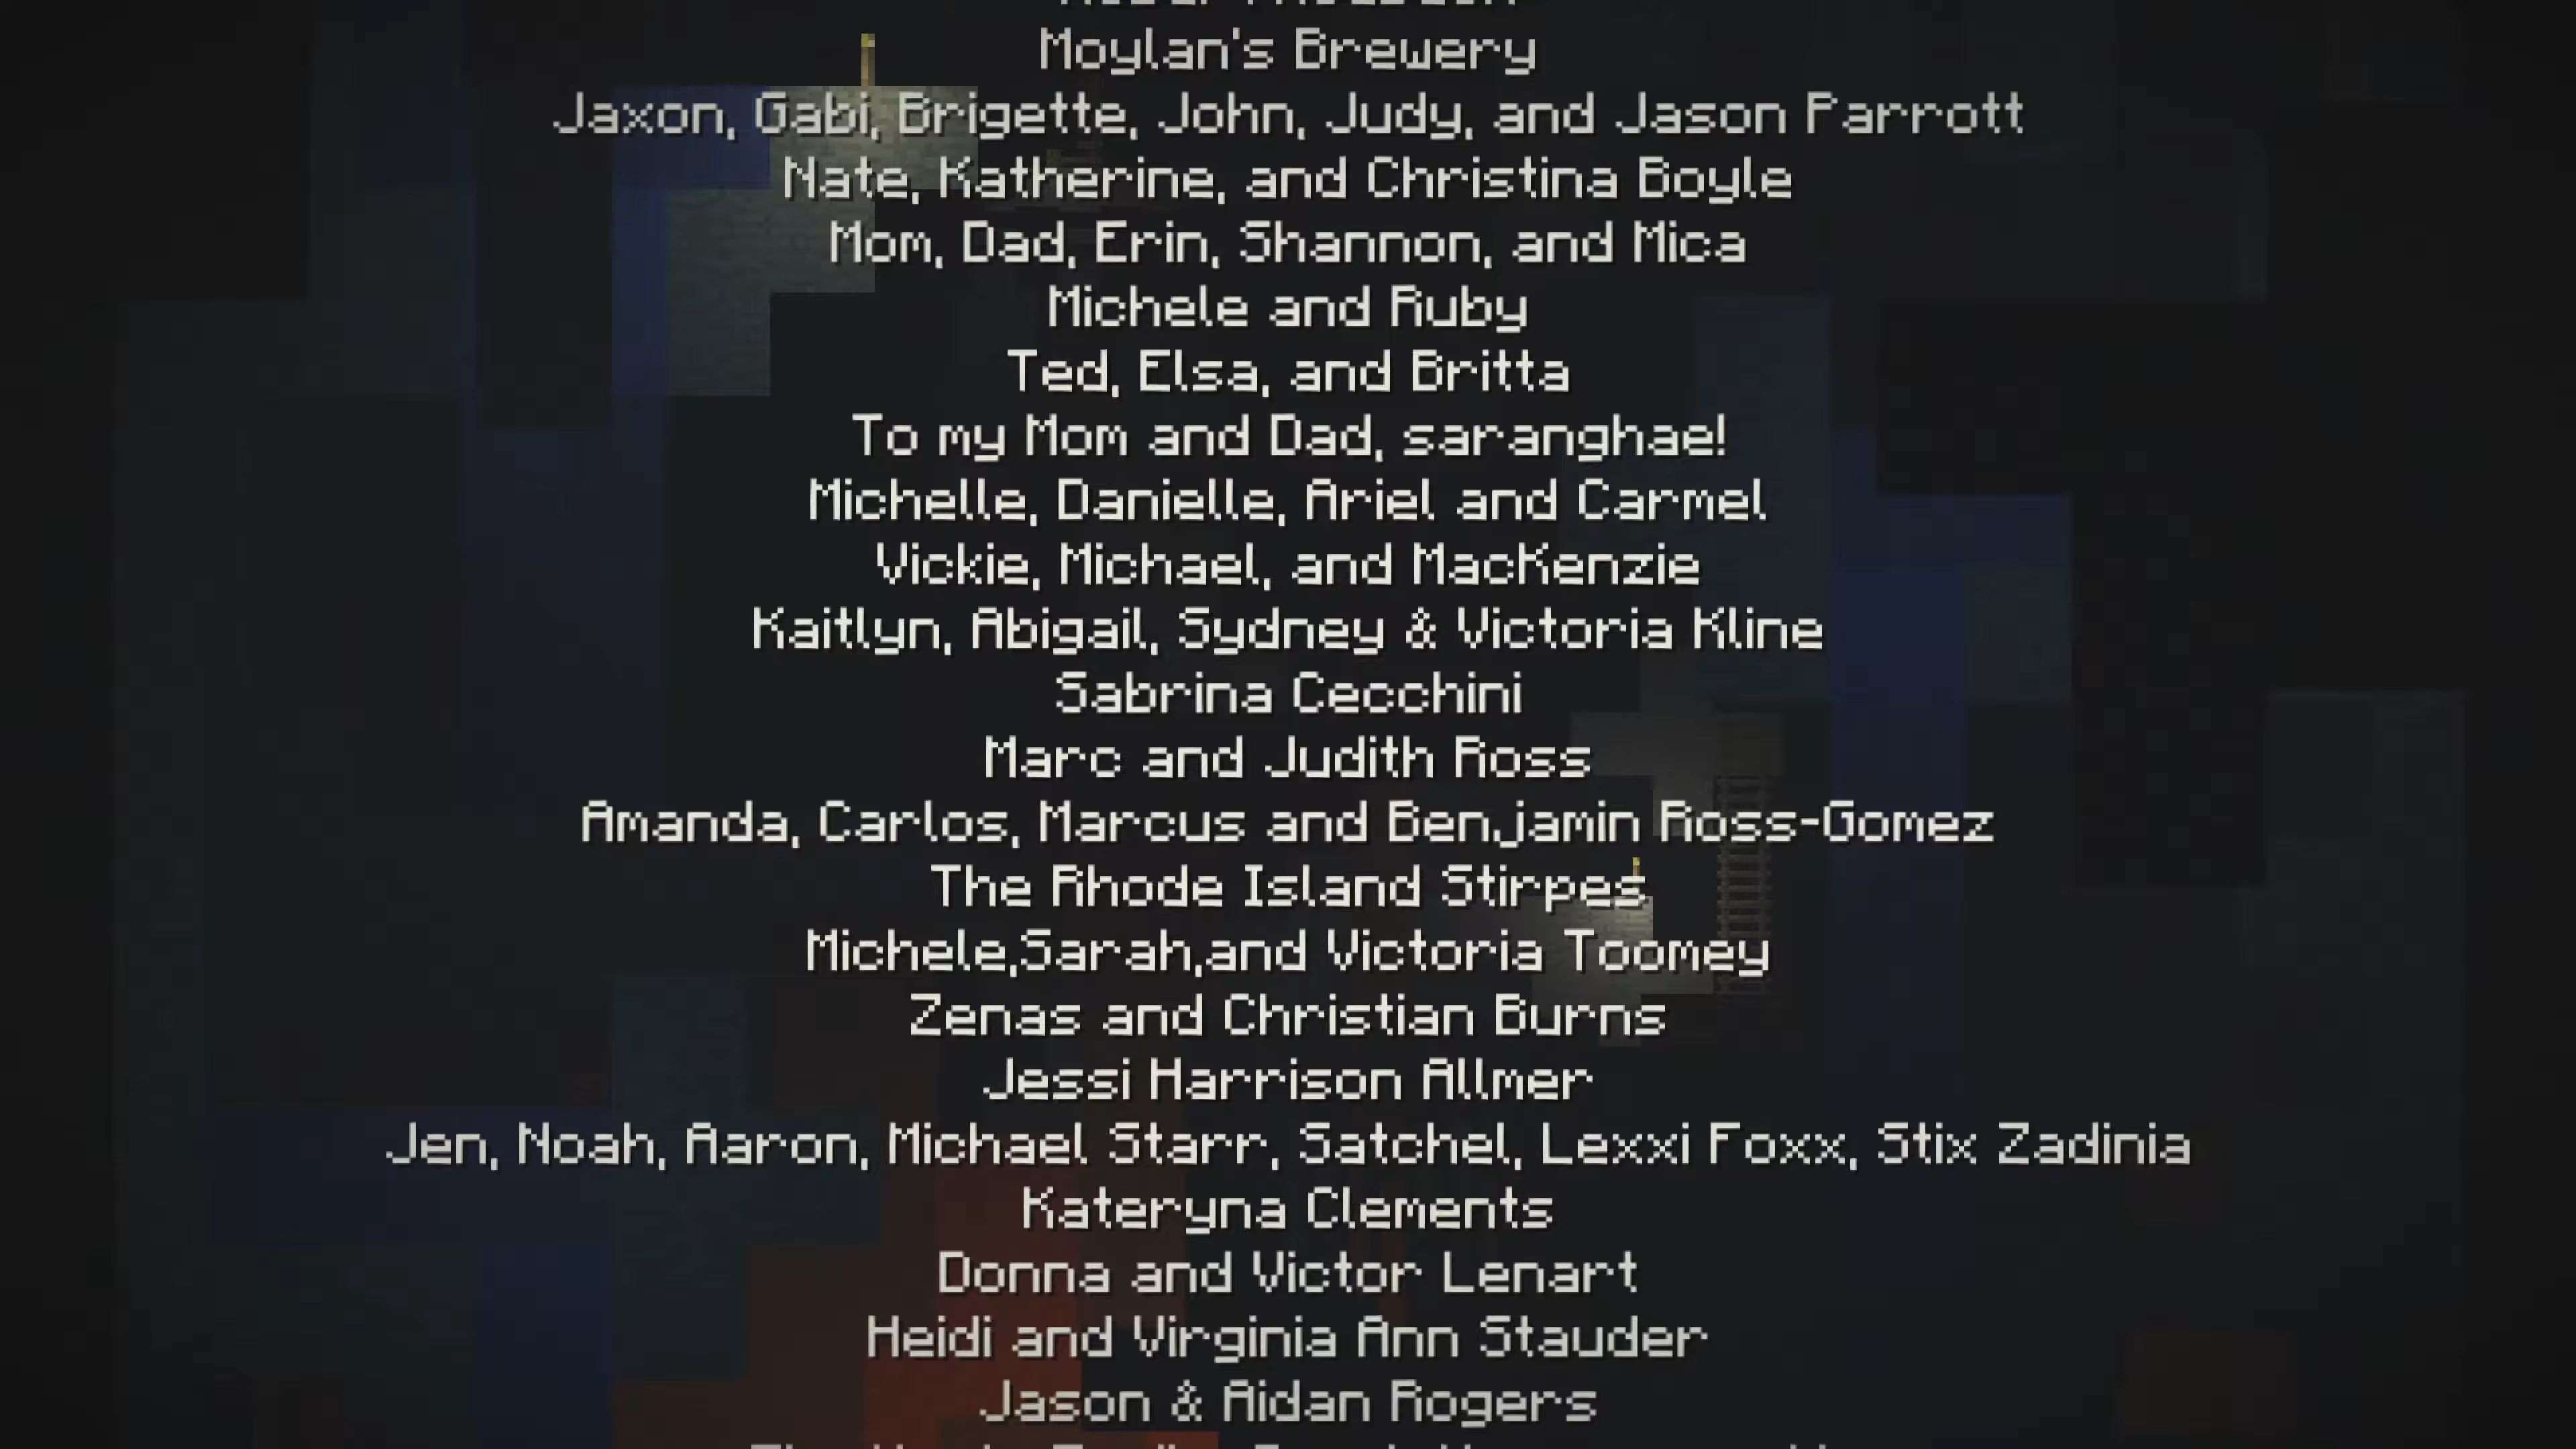 Moylan's Brewery
Jaxon, Gabi, Brigette, John, Judy, and Jason Parrott
Nate, Katherine, and Christina Boyle
Mom, Dad, Erin, Shannon, and Mica
Michele and Ruby
Ted, Elsa, and Britta
To my Mom and Dad, saranghae!
Michelle, Danielle, Ariel and Carmel
Vickie, Michael, and MacKenzie
Kaitlyn, Abigail, Sydney & Victoria Kline
Sabrina Cecchini
Marc and Judith Ross
Amanda, Carlos, Marcus and Benjamin Ross-Gomez
The Rhode Island Stirpes
Michele,Sarah,and Victoria Toomey
Zenas and Christian Burns
Jessi Harrison Allmer
Jen, Noah, Aaron, Michael Starr, Satchel, Lexxi Foxx, Stix Zadinia
Kateryna Clements
Donna and Victor Lenart
Heidi and Virginia Ann Stauder
Jason & Aidan Rogers